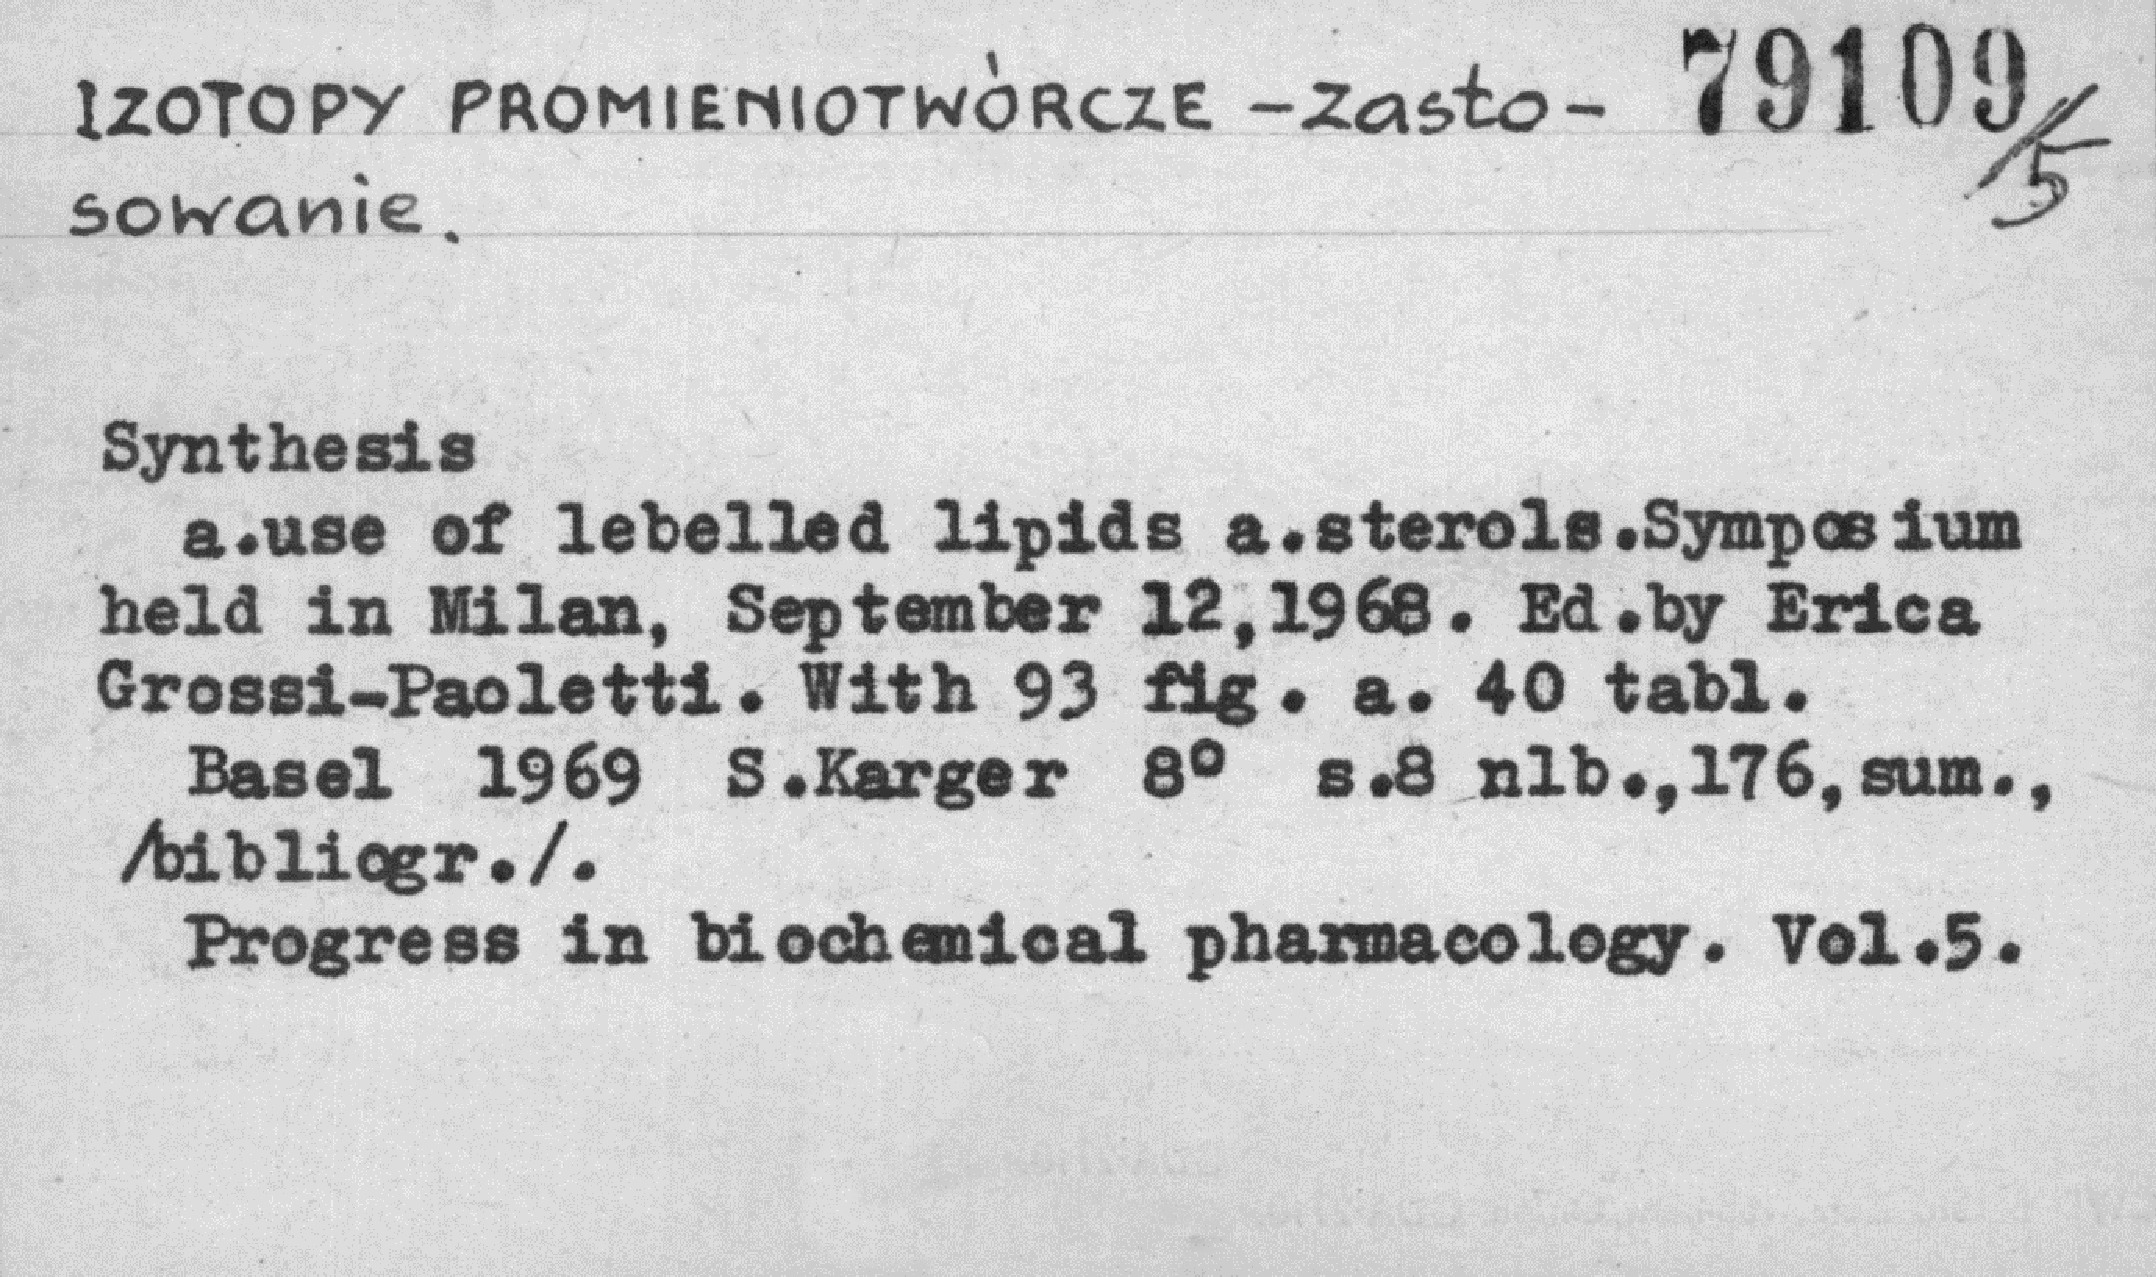 IZOTOPY PROMIENIOTWÓRCZE - zasto- 79109/5
sowanie.
Synthesis
a.use of lebelled lipids a.sterols.Symposium
held in Milan, September 12,1968. Ed.by Erica
Grossi-Paoletti. With 93 fig. a. 40 tabl.
Basel 1969 S.Karger 8° s.8 nlb.,176,sum.,
/bibliogr./.
Progress in biochemical pharmacology. Vol.5.